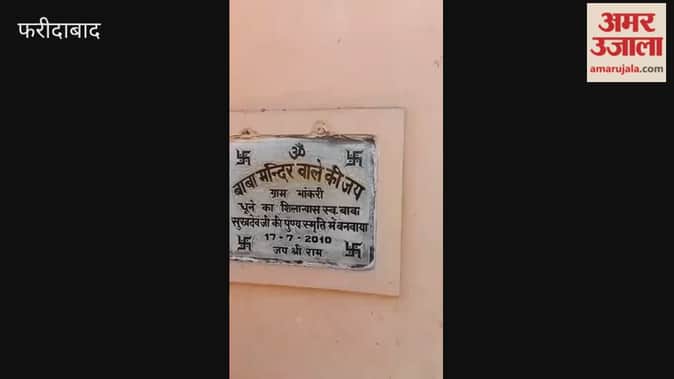 फरीदाबाद
अमर
उजाला
amarujala.com
ॐ
बाबा मन्दिर वाले की जय
ग्राम भांकरी
धूने का शिलान्यास स्व. बाबा
सुखदेव जी की पुण्य स्मृति में बनवाया
17-7-2010
जय श्री राम